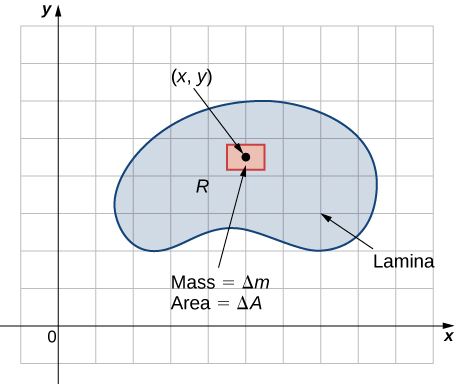 y
(x, y)
R
Lamina
Mass = Δm
Area = ΔA
0
x